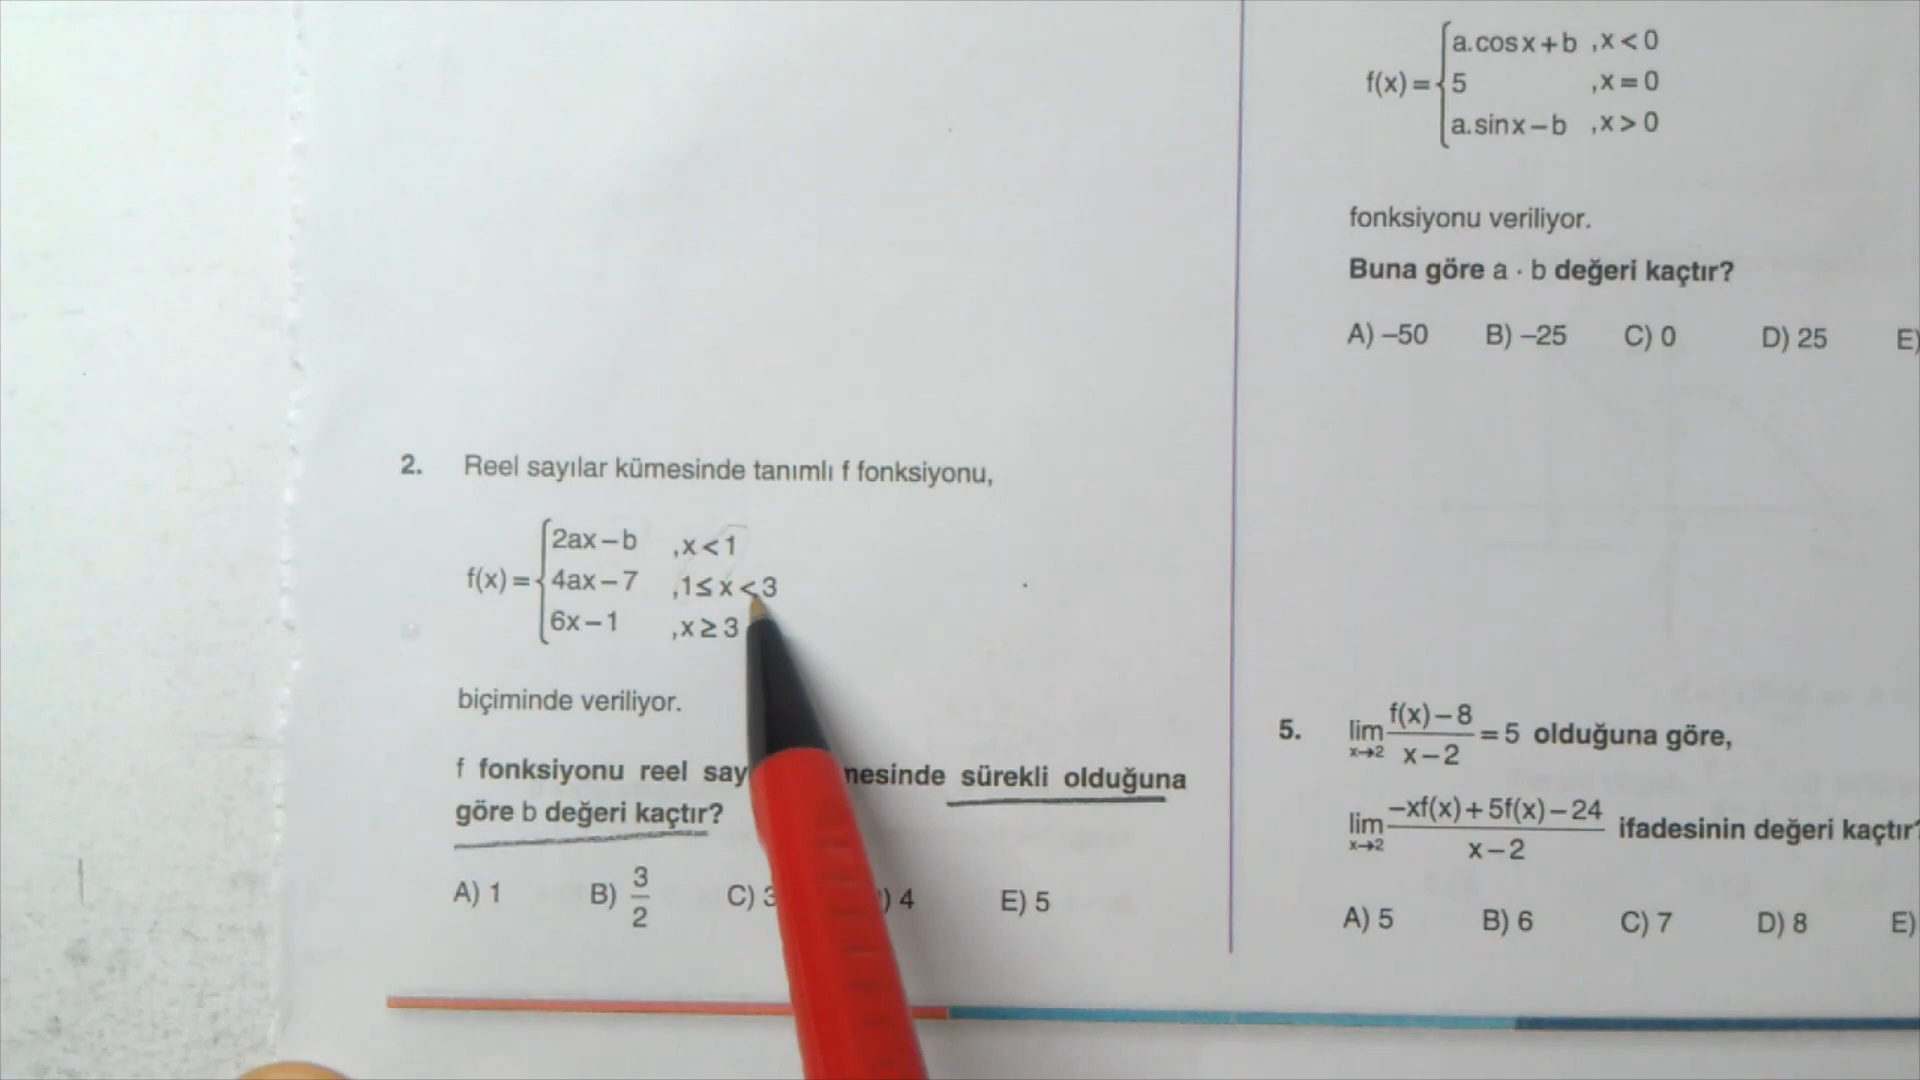 2. Reel sayılar kümesinde tanımlı f fonksiyonu,
f(x) = { 2ax – b , x < 1
4ax – 7 , 1 ≤ x < 3
6x – 1 , x ≥ 3
biçiminde veriliyor.
f fonksiyonu reel say mesinde sürekli olduğuna
göre b değeri kaçtır?
A) 1 B) 3/2 C) 3 ) 4 E) 5
f(x) = { a.cosx + b , x < 0
5 , x = 0
a.sinx – b , x > 0
fonksiyonu veriliyor.
Buna göre a · b değeri kaçtır?
A) –50 B) –25 C) 0 D) 25 E)
5. lim x→2 (f(x) – 8)/(x – 2) = 5 olduğuna göre,
lim x→2 (–xf(x) + 5f(x) – 24)/(x – 2) ifadesinin değeri kaçtır?
A) 5 B) 6 C) 7 D) 8 E)